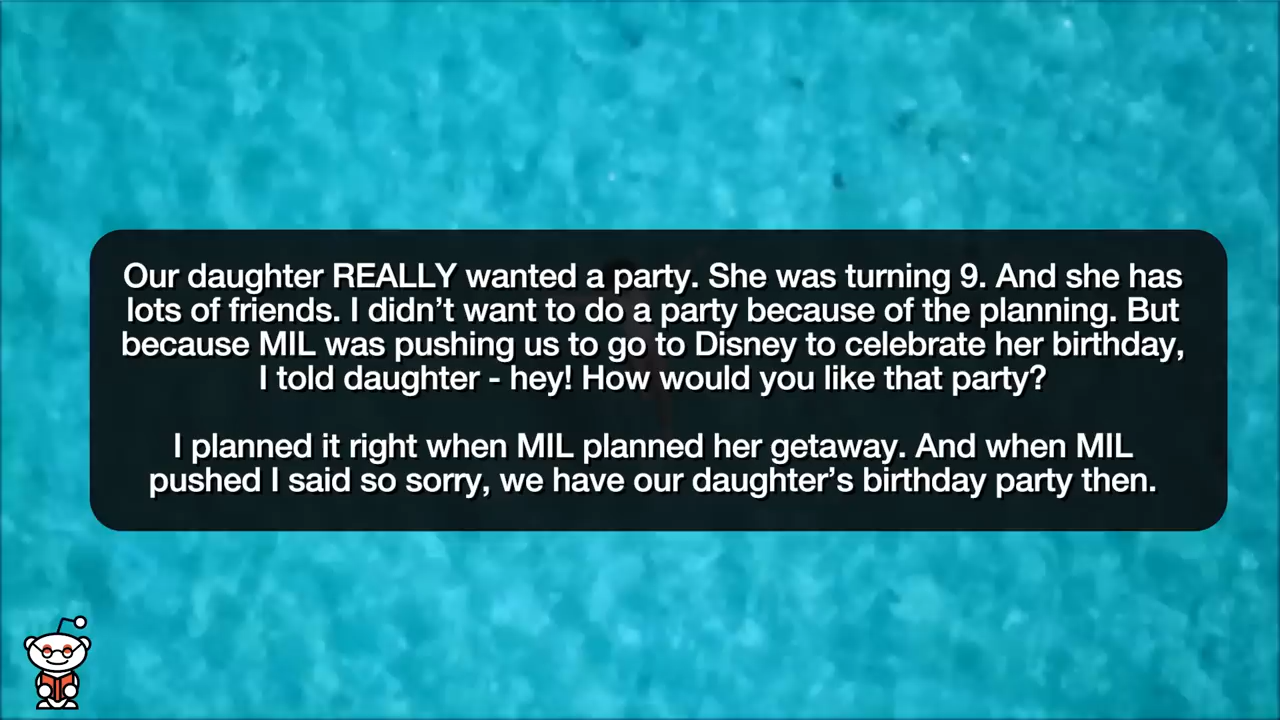 Our daughter REALLY wanted a party. She was turning 9. And she has
lots of friends. I didn’t want to do a party because of the planning. But
because MIL was pushing us to go to Disney to celebrate her birthday,
I told daughter - hey! How would you like that party?
I planned it right when MIL planned her getaway. And when MIL
pushed I said so sorry, we have our daughter’s birthday party then.